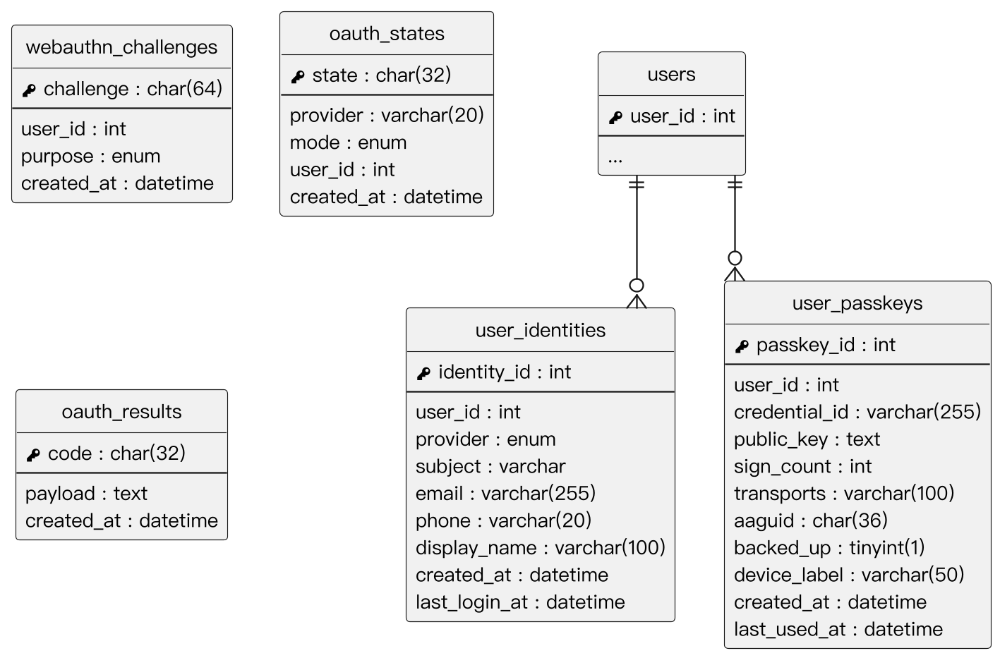 webauthn_challenges
challenge : char(64)
user_id : int
purpose : enum
created_at : datetime
oauth_states
state : char(32)
provider : varchar(20)
mode : enum
user_id : int
created_at : datetime
users
user_id : int
...
oauth_results
code : char(32)
payload : text
created_at : datetime
user_identities
identity_id : int
user_id : int
provider : enum
subject : varchar
email : varchar(255)
phone : varchar(20)
display_name : varchar(100)
created_at : datetime
last_login_at : datetime
user_passkeys
passkey_id : int
user_id : int
credential_id : varchar(255)
public_key : text
sign_count : int
transports : varchar(100)
aaguid : char(36)
backed_up : tinyint(1)
device_label : varchar(50)
created_at : datetime
last_used_at : datetime